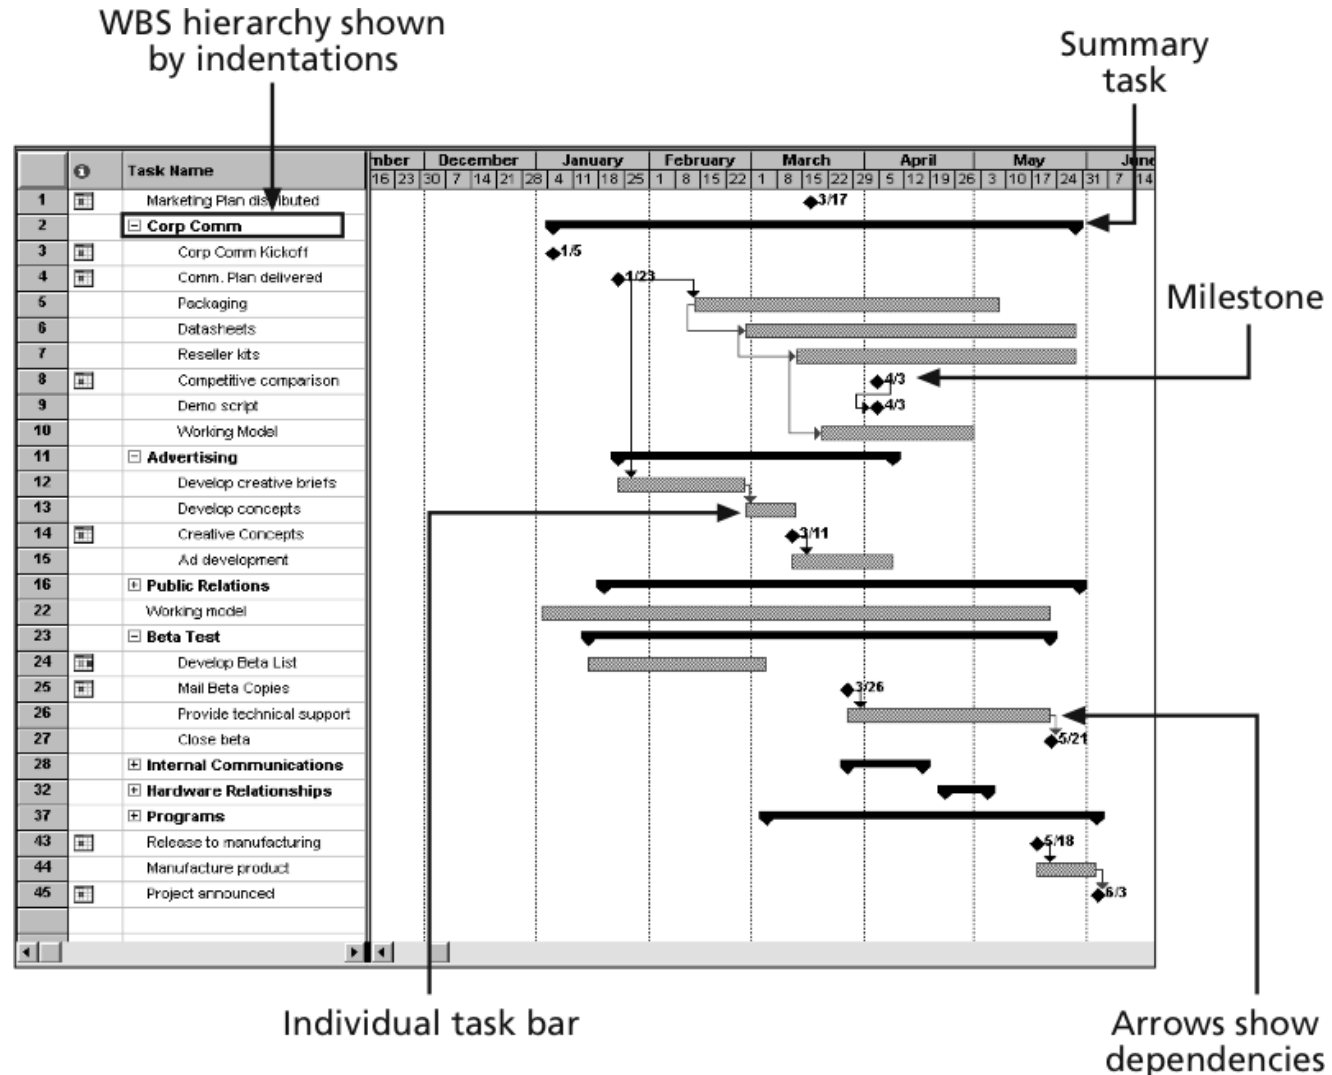 WBS hierarchy shown
by indentations
Summary
task
Task Name
mber December January February March April May June
16 23 30 7 14 21 28 4 11 18 25 1 8 15 22 1 8 15 22 29 5 12 19 26 3 10 17 24 31 7 14
1 Marketing Plan distributed 3/17
2 Corp Comm
3 Corp Comm Kickoff 1/5
4 Comm. Plan delivered 1/23
5 Packaging
6 Datasheets
Milestone
7 Reseller kits
8 Competitive comparison 4/3
9 Demo script 4/3
10 Working Model
11 Advertising
12 Develop creative briefs
13 Develop concepts
14 Creative Concepts 3/11
15 Ad development
16 Public Relations
22 Working model
23 Beta Test
24 Develop Beta List
25 Mail Beta Copies 3/26
26 Provide technical support
27 Close beta 5/21
28 Internal Communications
32 Hardware Relationships
37 Programs
43 Release to manufacturing 5/18
44 Manufacture product
45 Project announced 6/3
Individual task bar
Arrows show
dependencies